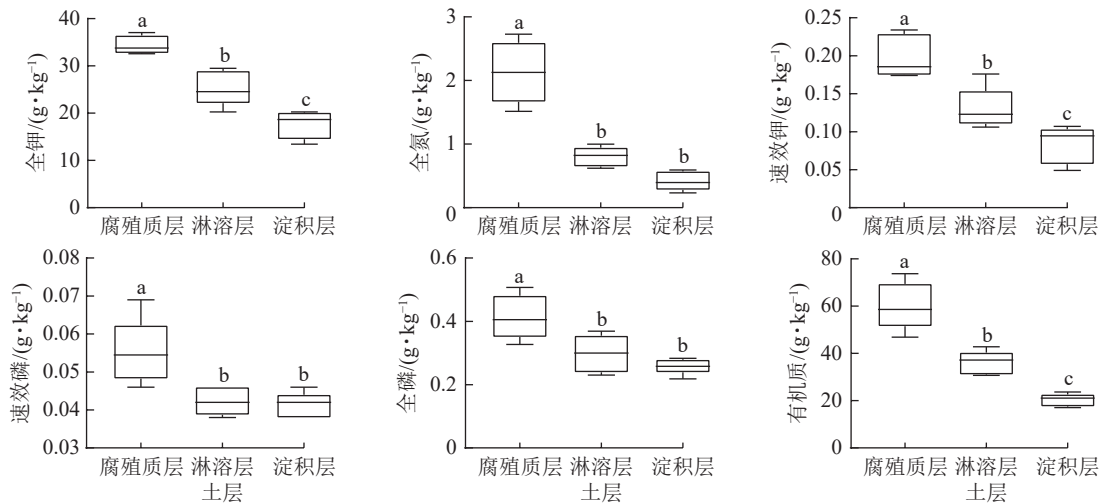 全钾/(g·kg⁻¹)
40
30
20
10
0
a
b
c
腐殖质层 淋溶层 淀积层
全氮/(g·kg⁻¹)
3
2
1
0
a
b
b
腐殖质层 淋溶层 淀积层
速效钾/(g·kg⁻¹)
0.25
0.20
0.15
0.10
0.05
0
a
b
c
腐殖质层 淋溶层 淀积层
速效磷/(g·kg⁻¹)
0.08
0.07
0.06
0.05
0.04
0.03
a
b
b
腐殖质层 淋溶层 淀积层
土层
全磷/(g·kg⁻¹)
0.6
0.4
0.2
0
a
b
b
腐殖质层 淋溶层 淀积层
土层
有机质/(g·kg⁻¹)
80
60
40
20
0
a
b
c
腐殖质层 淋溶层 淀积层
土层